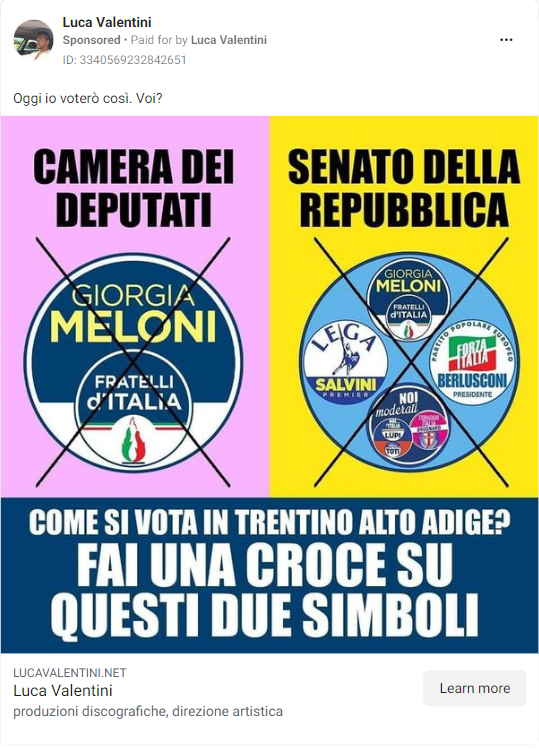 Luca Valentini
Sponsored • Paid for by Luca Valentini
ID: 3340569232842651
Oggi io voterò così. Voi?
CAMERA DEI
DEPUTATI
GIORGIA
MELONI
FRATELLI
d'ITALIA
SENATO DELLA
REPUBBLICA
GIORGIA
MELONI
FRATELLI
d'ITALIA
LEGA
SALVINI
PREMIER
PARTITO POPOLARE EUROPEO
FORZA
ITALIA
BERLUSCONI
PRESIDENTE
NOI
moderati
LUPI
TOTI
CORAGGIO
ITALIA
BRUGNARO
COME SI VOTA IN TRENTINO ALTO ADIGE?
FAI UNA CROCE SU
QUESTI DUE SIMBOLI
LUCAVALENTINI.NET
Luca Valentini
produzioni discografiche, direzione artistica
Learn more